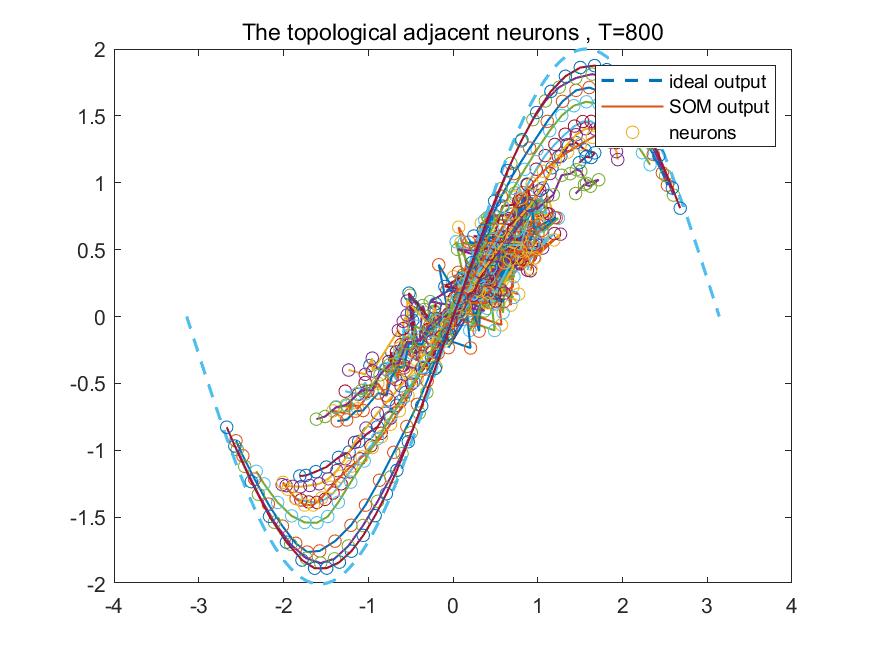 The topological adjacent neurons , T=800
ideal output
SOM output
neurons
2
1.5
1
0.5
0
-0.5
-1
-1.5
-2
-4 -3 -2 -1 0 1 2 3 4